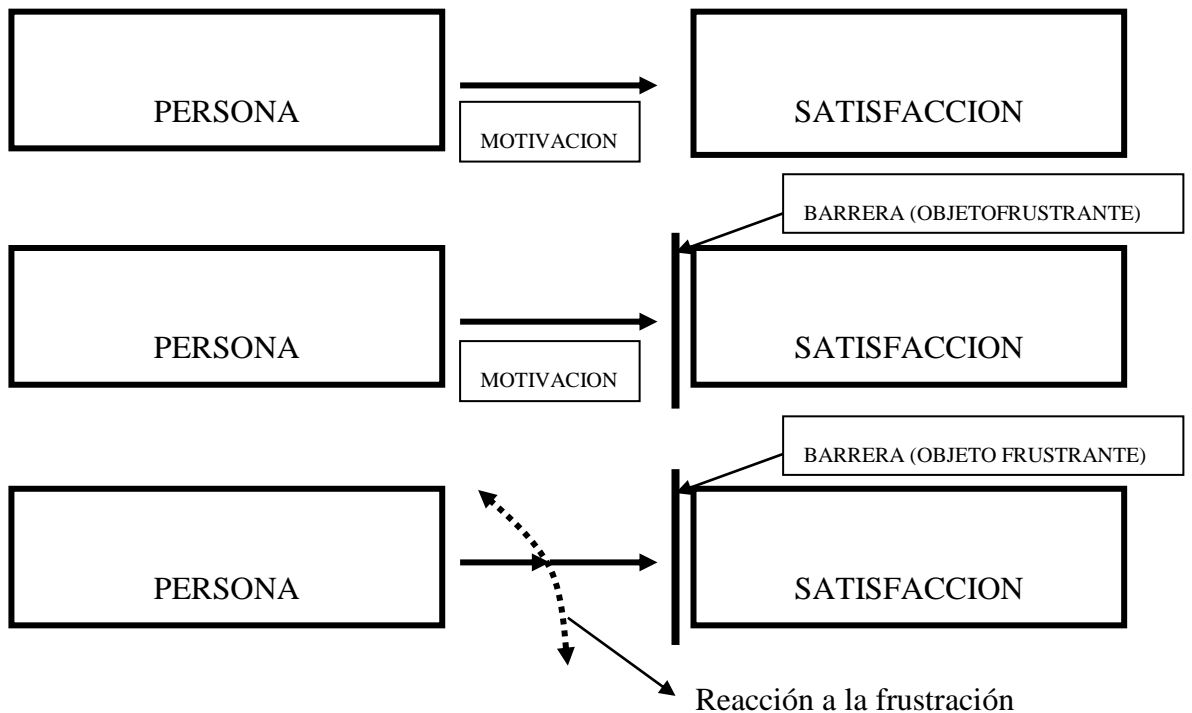 PERSONA
SATISFACCION
MOTIVACION
BARRERA (OBJETOFRUSTRANTE)
PERSONA
SATISFACCION
MOTIVACION
BARRERA (OBJETO FRUSTRANTE)
PERSONA
SATISFACCION
Reacción a la frustración